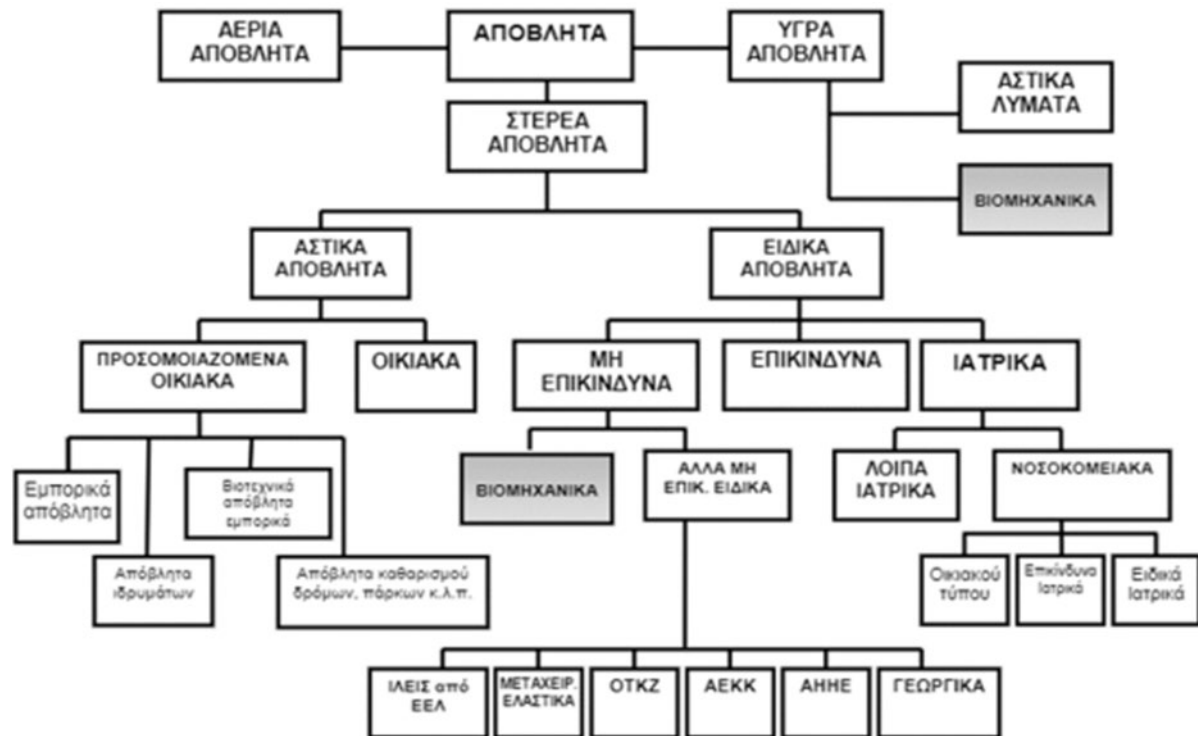 ΑΕΡΙΑ
ΑΠΟΒΛΗΤΑ
ΑΠΟΒΛΗΤΑ
ΥΓΡΑ
ΑΠΟΒΛΗΤΑ
ΑΣΤΙΚΑ
ΛΥΜΑΤΑ
ΣΤΕΡΕΑ
ΑΠΟΒΛΗΤΑ
ΒΙΟΜΗΧΑΝΙΚΑ
ΑΣΤΙΚΑ
ΑΠΟΒΛΗΤΑ
ΕΙΔΙΚΑ
ΑΠΟΒΛΗΤΑ
ΠΡΟΣΟΜΟΙΑΖΟΜΕΝΑ
ΟΙΚΙΑΚΑ
ΟΙΚΙΑΚΑ
ΜΗ
ΕΠΙΚΙΝΔΥΝΑ
ΕΠΙΚΙΝΔΥΝΑ
ΙΑΤΡΙΚΑ
Εμπορικά
απόβλητα
Βιοτεχνικά
απόβλητα
εμπορικά
ΒΙΟΜΗΧΑΝΙΚΑ
ΑΛΛΑ ΜΗ
ΕΠΙΚ. ΕΙΔΙΚΑ
ΛΟΙΠΑ
ΙΑΤΡΙΚΑ
ΝΟΣΟΚΟΜΕΙΑΚΑ
Απόβλητα
ιδρυμάτων
Απόβλητα καθαρισμού
δρόμων, πάρκων κ.λ.π.
Οικιακού
τύπου
Επικίνδυνα
Ιατρικά
Ειδικά
Ιατρικά
ΙΛΕΙΣ από
ΕΕΛ
ΜΕΤΑΧΕΙΡ.
ΕΛΑΣΤΙΚΑ
ΟΤΚΖ
ΑΕΚΚ
ΑΗΗΕ
ΓΕΩΡΓΙΚΑ